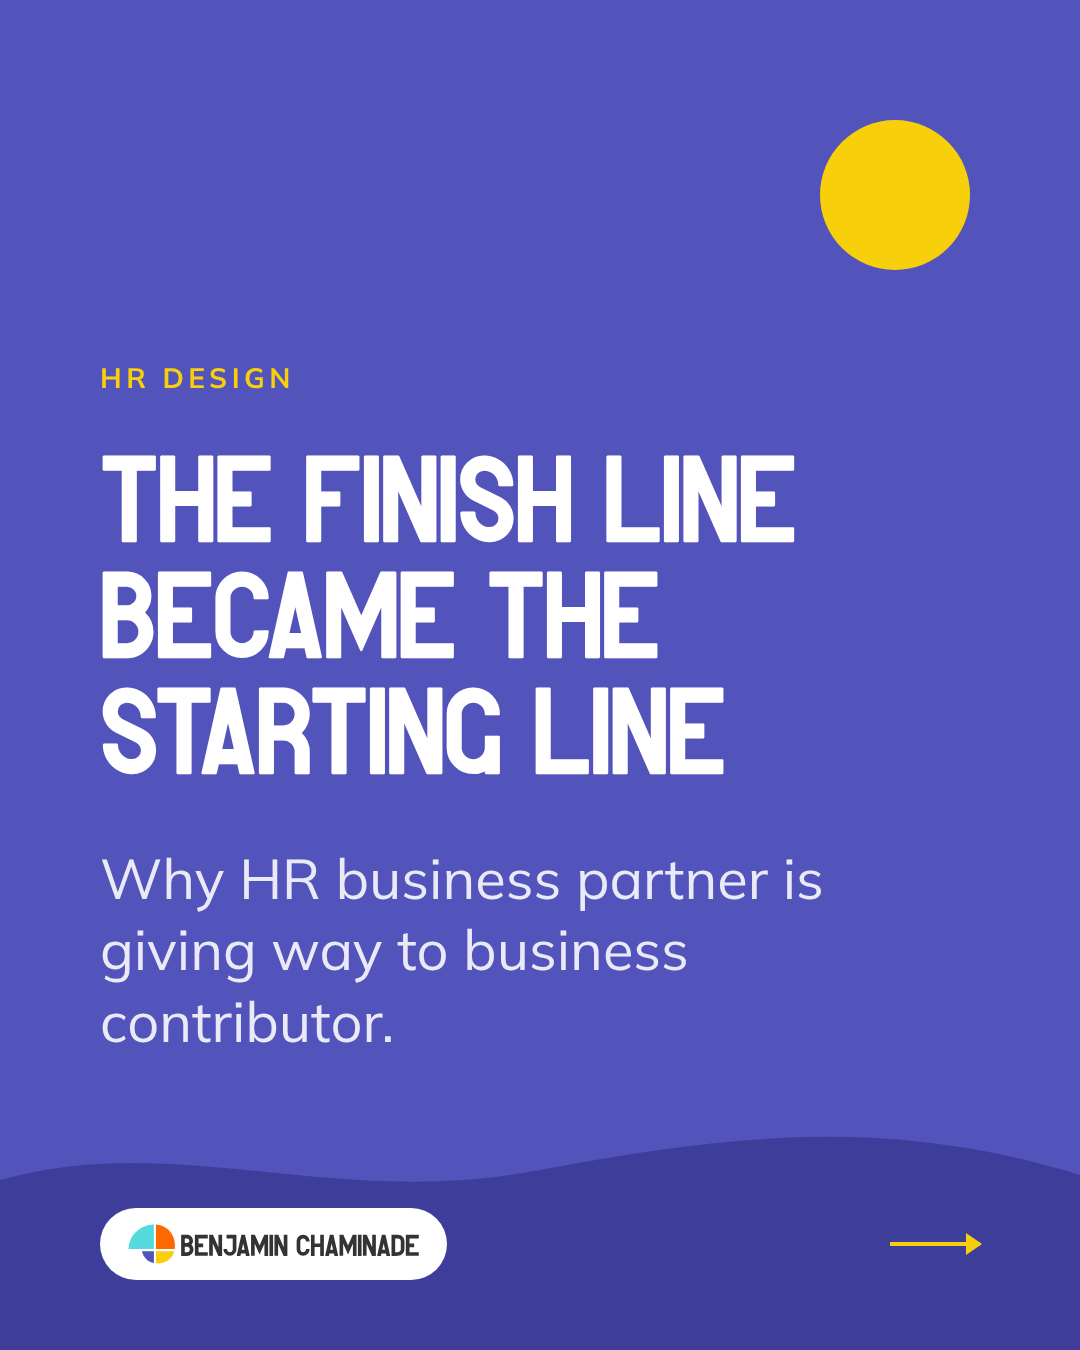 HR DESIGN
THE FINISH LINE
BECAME THE
STARTING LINE
Why HR business partner is
giving way to business
contributor.
BENJAMIN CHAMINADE